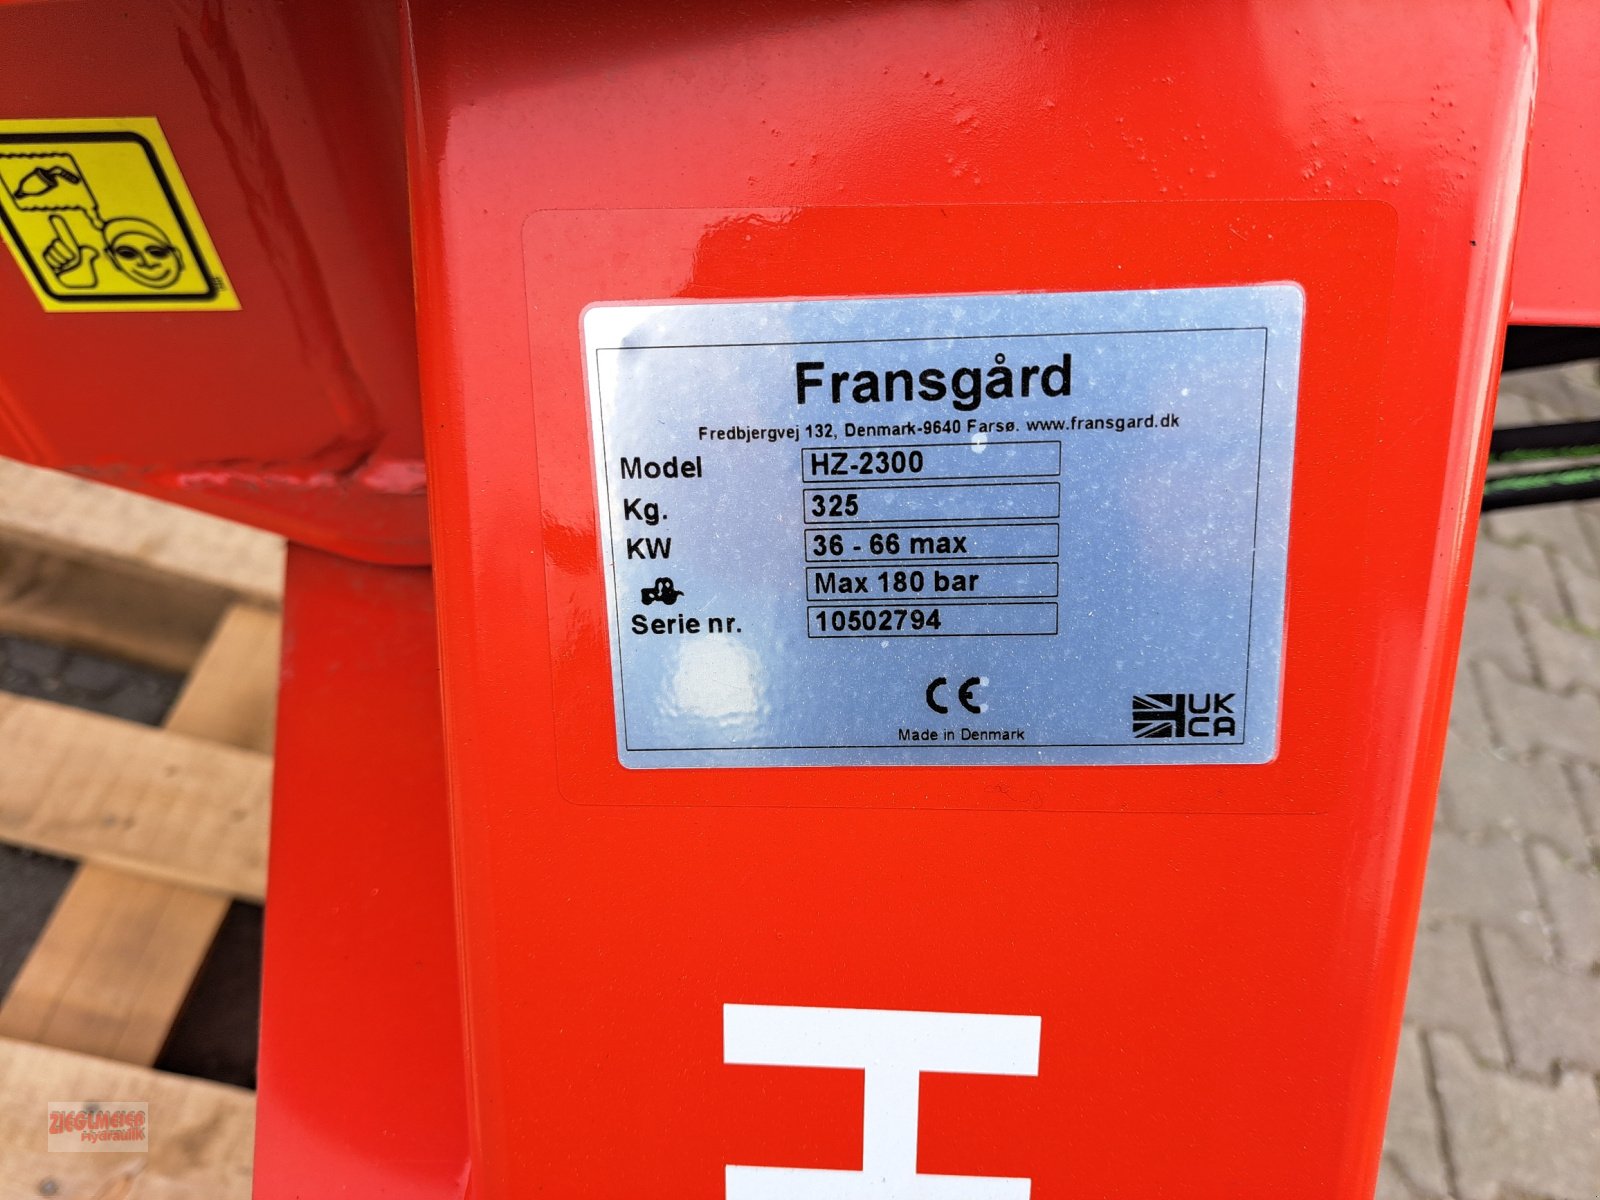 Fransgård
Fredbjergvej 132, Denmark-9640 Farsø. www.fransgard.dk
Model HZ-2300
Kg. 325
KW 36 - 66 max
Max 180 bar
Serie nr. 10502794
CE
Made in Denmark
UK
CA
H
ZIEGLMEIER
Hydraulik